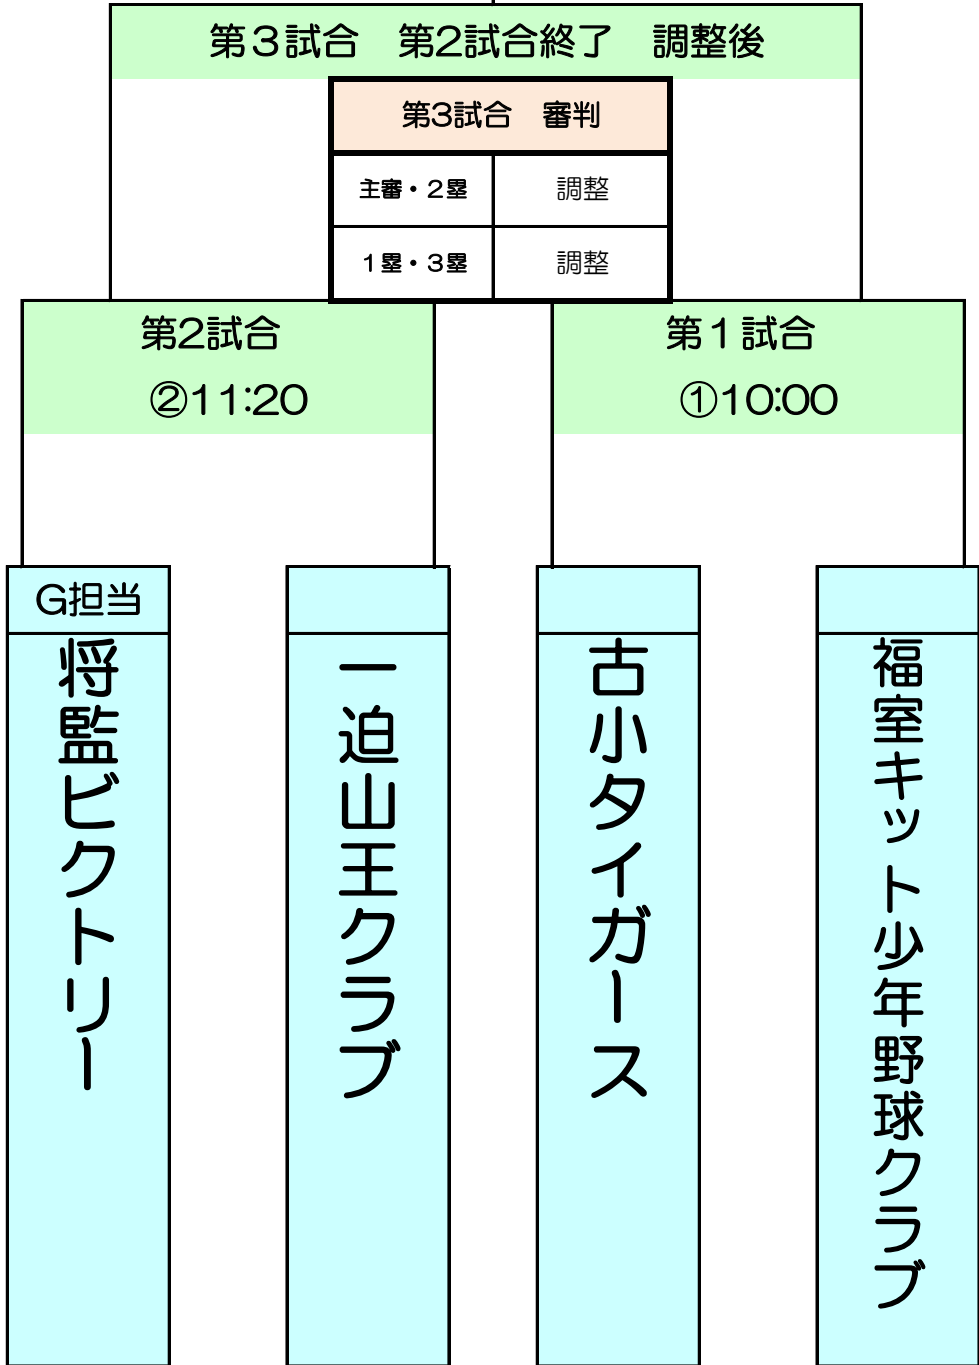 第３試合　第2試合終了　調整後
第3試合　審判
主審・２塁
調整
１塁・３塁
調整
第2試合
②11:20
第１試合
①10:00
G担当
将監ビクトリー
一迫山王クラブ
古小タイガース
福室キット少年野球クラブ